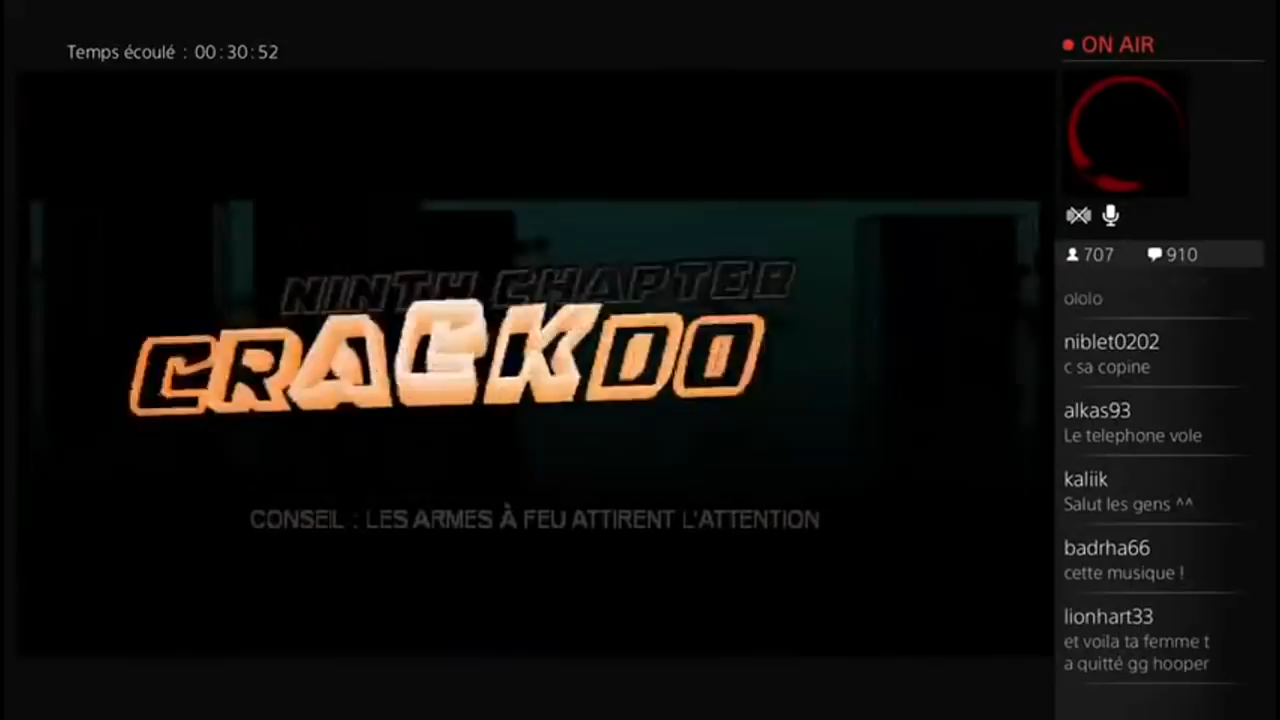 Temps écoulé : 00:30:52
ON AIR
707 910
NINTH CHAPTER
CRACKDO
CONSEIL : LES ARMES À FEU ATTIRENT L'ATTENTION
ololo
niblet0202
c sa copine
alkas93
Le telephone vole
kaliik
Salut les gens ^^
badrha66
cette musique !
lionhart33
et voila ta femme t
a quitté gg hooper